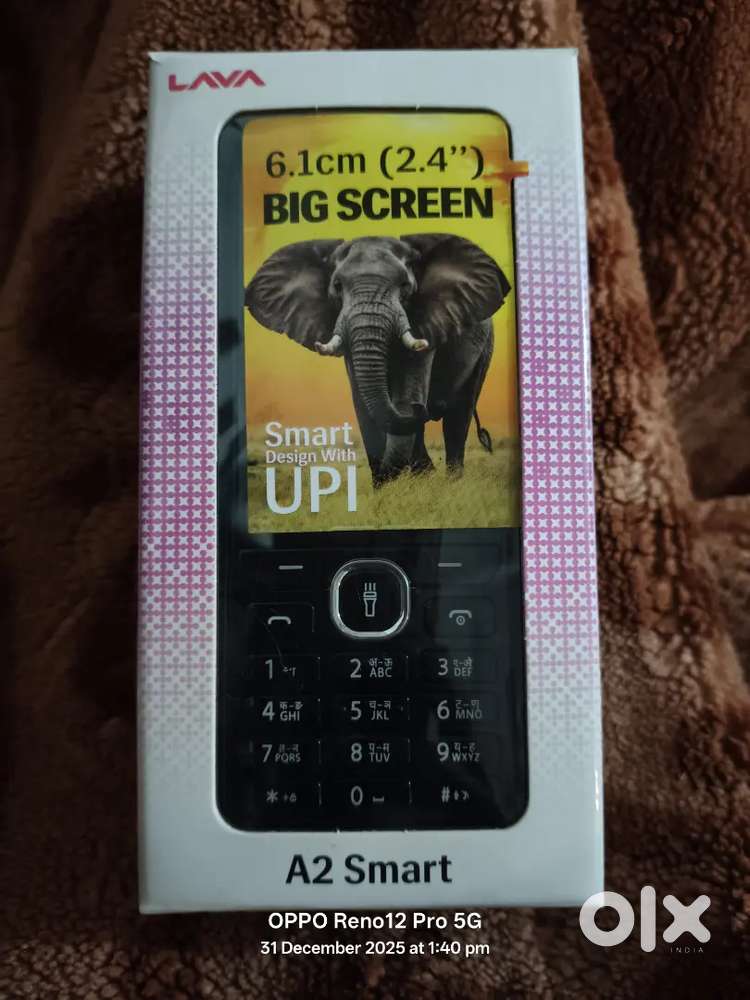 LAVA
6.1cm (2.4”)
BIG SCREEN
Smart
Design With
UPI
1
2 अ-ऊ ABC
3 ए-ओ DEF
4 क-ङ GHI
5 च-ञ JKL
6 ट-ण MNO
7 त-न PQRS
8 प-म TUV
9 य-ह WXYZ
* +
0
#
A2 Smart
OPPO Reno12 Pro 5G
31 December 2025 at 1:40 pm
olx
INDIA